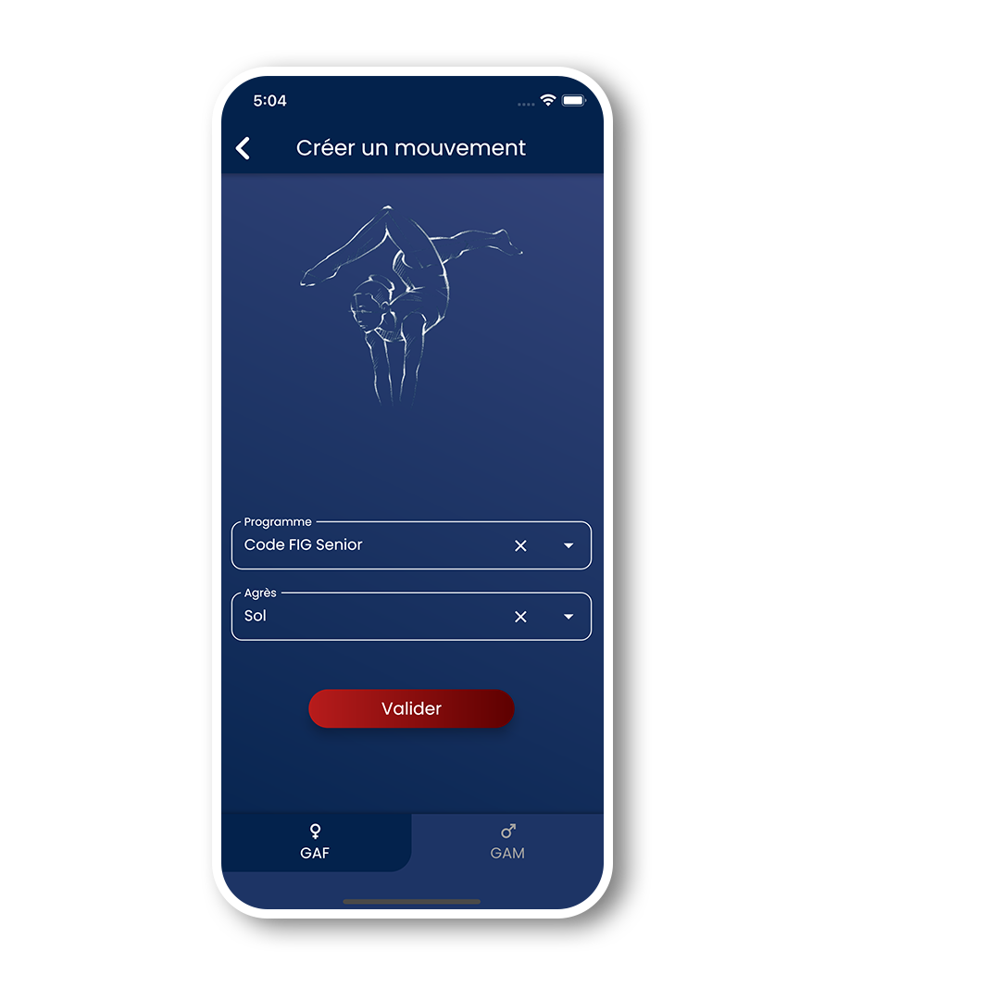 5:04
Créer un mouvement
Programme
Code FIG Senior
Agrès
Sol
Valider
GAF
GAM